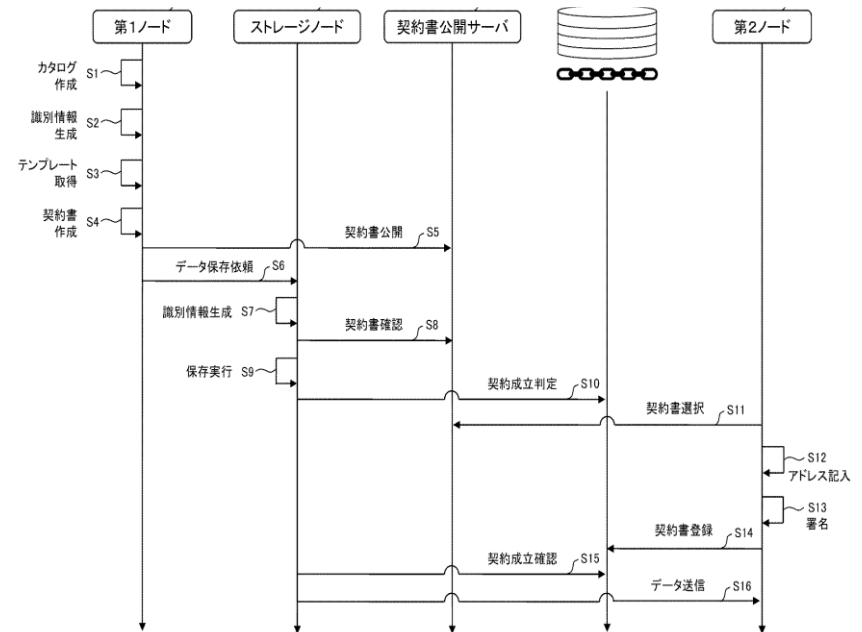 第1ノード
ストレージノード
契約書公開サーバ
第2ノード
カタログ
作成
S1
識別情報
生成
S2
テンプレート
取得
S3
契約書
作成
S4
契約書公開
S5
データ保存依頼
S6
識別情報生成
S7
契約書確認
S8
保存実行
S9
契約成立判定
S10
契約書選択
S11
S12
アドレス記入
S13
署名
契約書登録
S14
契約成立確認
S15
データ送信
S16